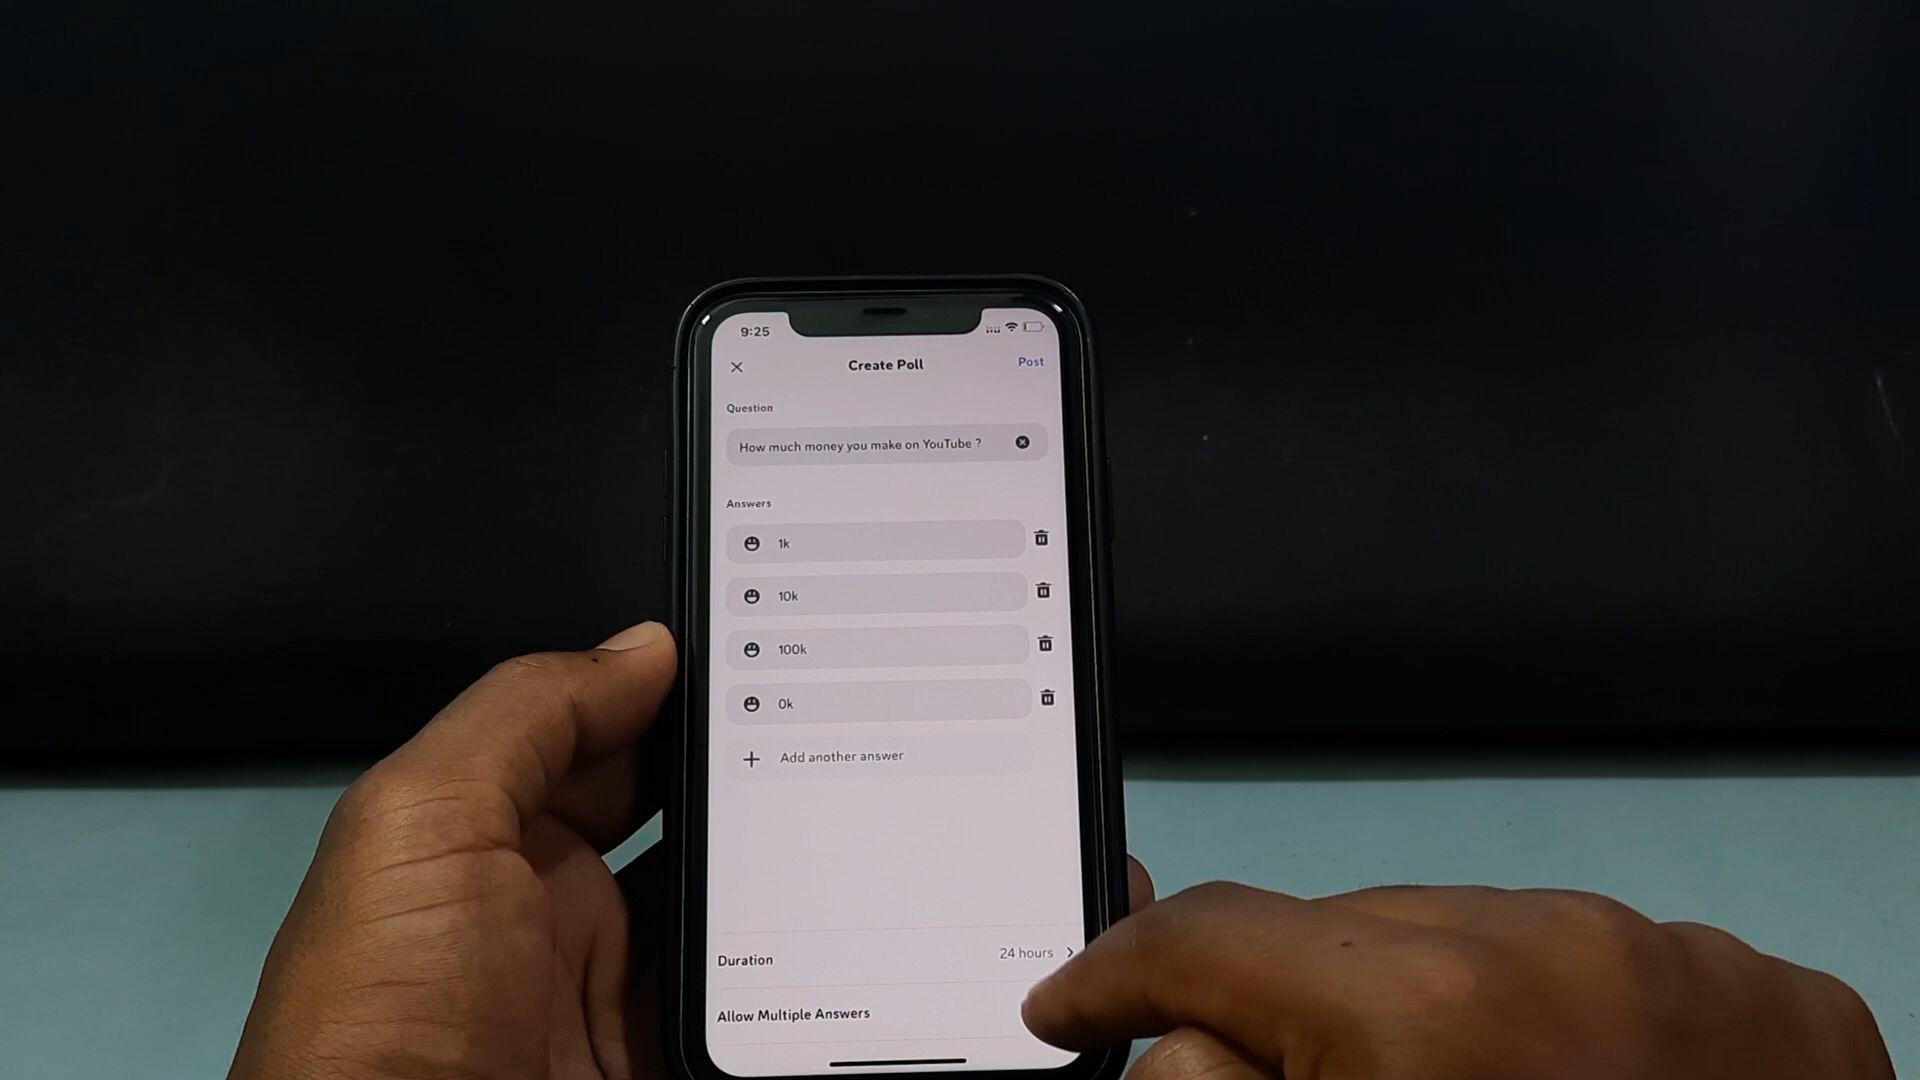 9:25
Create Poll
Post
Question
How much money you make on YouTube ?
Answers
1k
10k
100k
0k
Add another answer
Duration
24 hours
Allow Multiple Answers